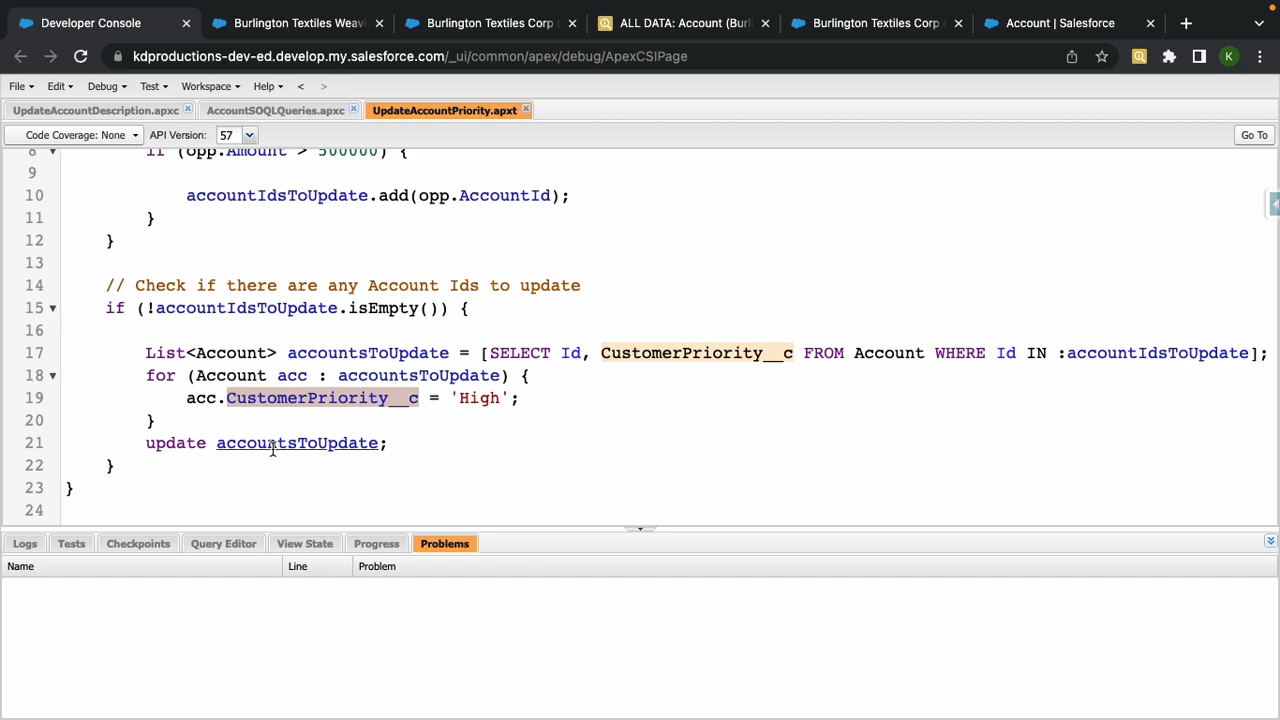 Developer Console
Burlington Textiles Weav
Burlington Textiles Corp c
ALL DATA: Account (Burl
Burlington Textiles Corp c
Account | Salesforce
kdproductions-dev-ed.develop.my.salesforce.com/_ui/common/apex/debug/ApexCSIPage
K
File Edit Debug Test Workspace Help < >
UpdateAccountDescription.apxc
AccountSOQLQueries.apxc
UpdateAccountPriority.apxt
Code Coverage: None API Version: 57 Go To
8 if (opp.Amount > 500000) {
9
10 accountIdsToUpdate.add(opp.AccountId);
11 }
12 }
13
14 // Check if there are any Account Ids to update
15 if (!accountIdsToUpdate.isEmpty()) {
16
17 List<Account> accountsToUpdate = [SELECT Id, CustomerPriority__c FROM Account WHERE Id IN :accountIdsToUpdate];
18 for (Account acc : accountsToUpdate) {
19 acc.CustomerPriority__c = 'High';
20 }
21 update accountsToUpdate;
22 }
23 }
24
Logs Tests Checkpoints Query Editor View State Progress Problems
Name Line Problem